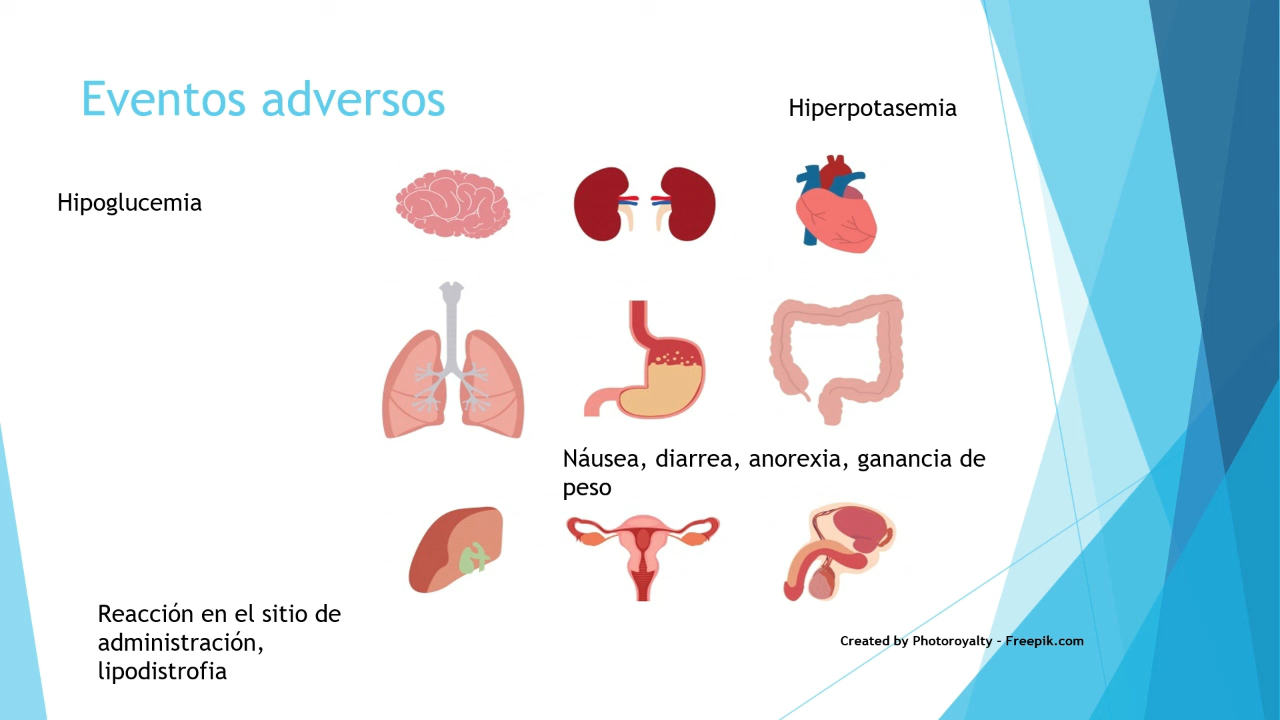 Eventos adversos
Hiperpotasemia
Hipoglucemia
Náusea, diarrea, anorexia, ganancia de
peso
Reacción en el sitio de
administración,
lipodistrofia
Created by Photoroyalty - Freepik.com